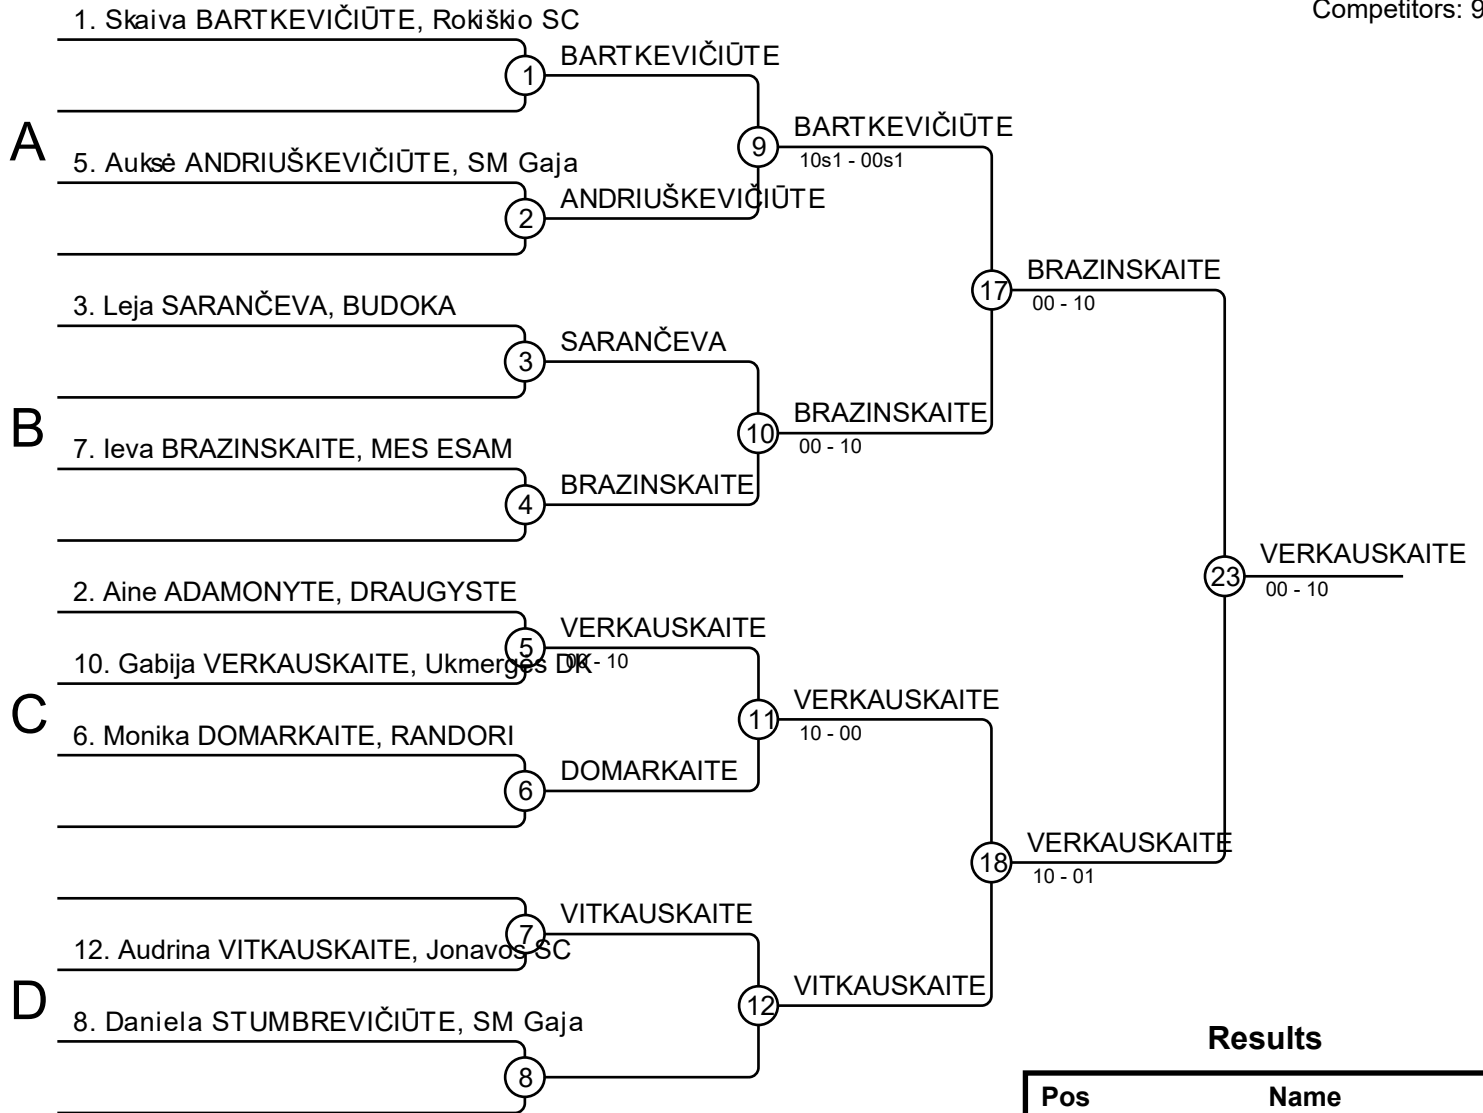 Competitors: 9
1. Skaiva BARTKEVIČIŪTE, Rokiškio SC
1
BARTKEVIČIŪTE
A
9
BARTKEVIČIŪTE
10s1 - 00s1
5. Auksė ANDRIUŠKEVIČIŪTE, SM Gaja
2
ANDRIUŠKEVIČIŪTE
17
BRAZINSKAITE
00 - 10
3. Leja SARANČEVA, BUDOKA
3
SARANČEVA
B
10
BRAZINSKAITE
00 - 10
7. Ieva BRAZINSKAITE, MES ESAM
4
BRAZINSKAITE
23
VERKAUSKAITE
00 - 10
2. Aine ADAMONYTE, DRAUGYSTE
5
VERKAUSKAITE
00 - 10
10. Gabija VERKAUSKAITE, Ukmergės DK
C
11
VERKAUSKAITE
10 - 00
6. Monika DOMARKAITE, RANDORI
6
DOMARKAITE
18
VERKAUSKAITE
10 - 01
7
VITKAUSKAITE
12. Audrina VITKAUSKAITE, Jonavos SC
D
12
VITKAUSKAITE
8. Daniela STUMBREVIČIŪTE, SM Gaja
8
Results
Pos Name